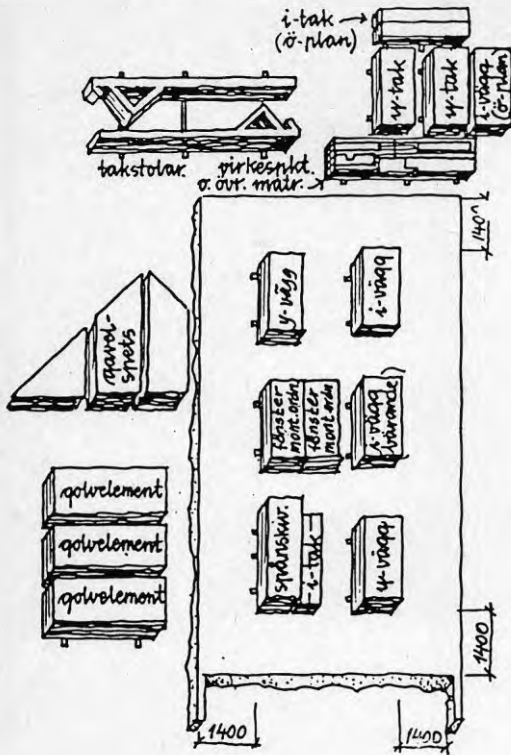 i-tak
(ö-plan)
y-tak
y-tak
i-vägg
(ö-plan)
takstolar.
virkespkt.
o. övr. matr.
140
y-vägg
i-vägg
gavel-
spets
fönster
mont.ordn
fönster
mont.ordn
i-vägg
bärande)
golvelement
golvelement
golvelement
spånskiv.
i-tak
y-vägg
1400
1400
1400